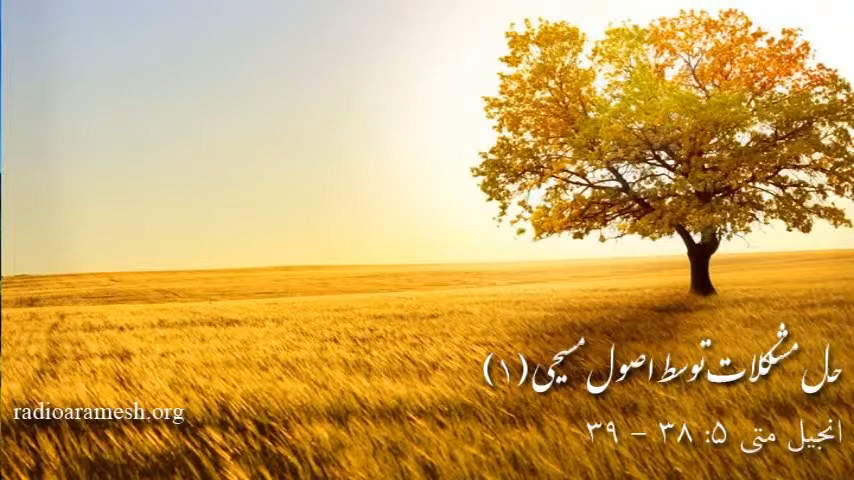 حل مشکلات توسط اصول مسیحی (۱)
radioaramesh.org
انجیل متی ۵: ۳۸ – ۳۹